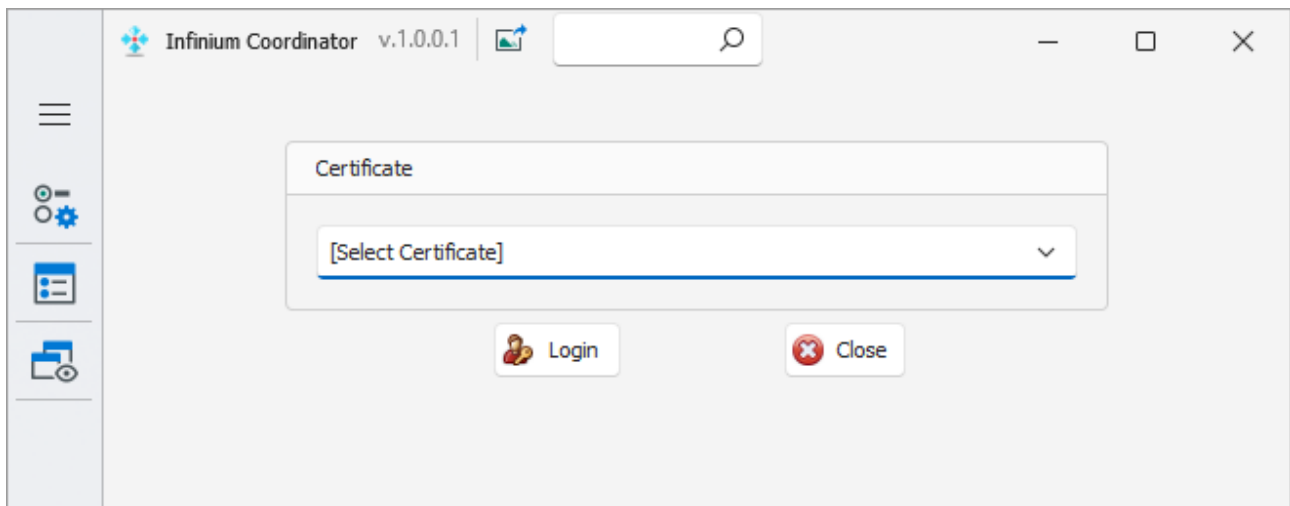 Infinium Coordinator v.1.0.0.1
Certificate
[Select Certificate]
Login Close